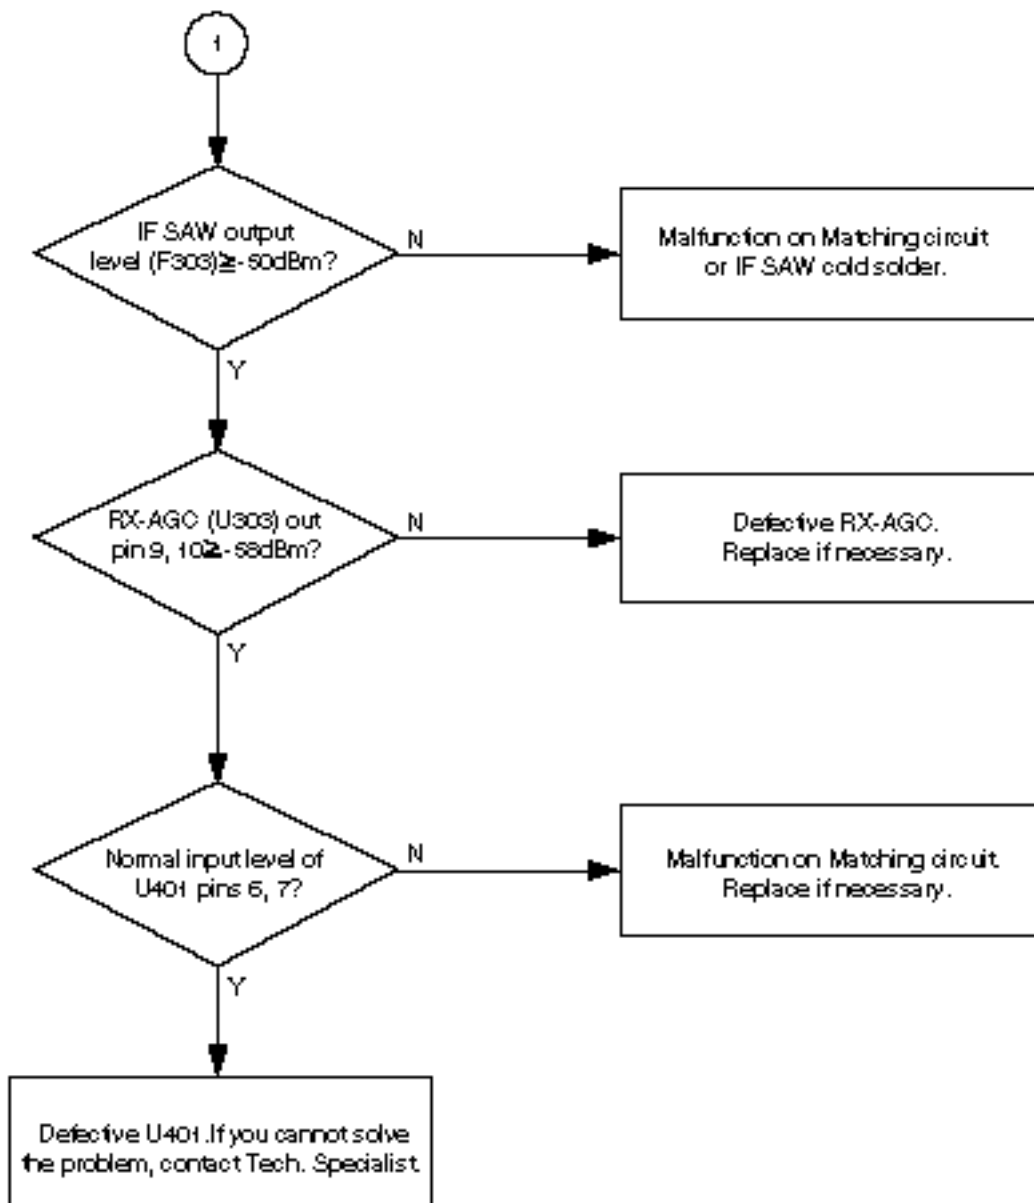 1
IF SAW output
level (F303)≧-50dBm?
N
Malfunction on Matching circuit
or IF SAW cold solder.
Y
RX-AGC (U303) out
pin 9, 10≧-58dBm?
N
Defective RX-AGC.
Replace if necessary.
Y
Normal input level of
U401 pins 6, 7?
N
Malfunction on Matching circuit.
Replace if necessary.
Y
Defective U401.If you cannot solve
the problem, contact Tech. Specialist.